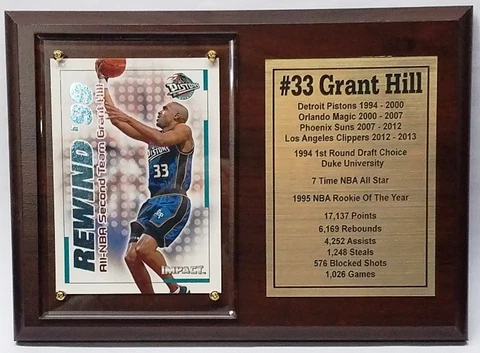 REWIND '99
All-NBA Second Team Grant Hill
PISTONS
PISTONS
33
IMPACT
#33 Grant Hill
Detroit Pistons 1994 - 2000
Orlando Magic 2000 - 2007
Phoenix Suns 2007 - 2012
Los Angeles Clippers 2012 - 2013
1994 1st Round Draft Choice
Duke University
7 Time NBA All Star
1995 NBA Rookie Of The Year
17,137 Points
6,169 Rebounds
4,252 Assists
1,248 Steals
576 Blocked Shots
1,026 Games